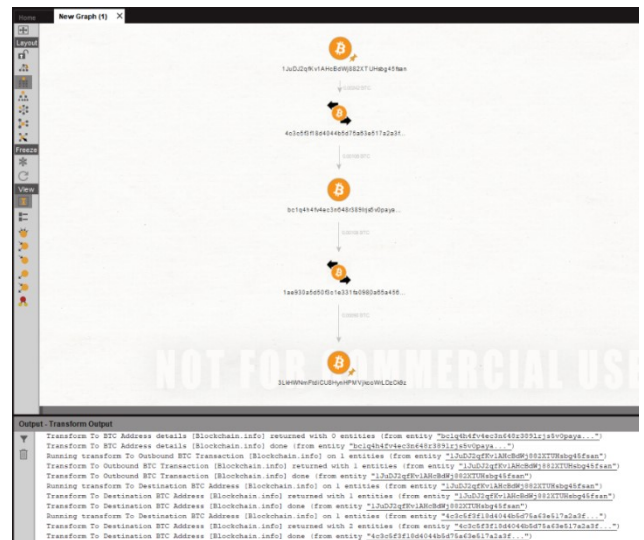 Home
New Graph (1) X
Layout
1JuDJ2qfKv1AHcBdWj882XTUHsbg45fsan
4c3c5f3f18d4044b5d75a63e517a2a3f...
bc1q4h4fv4ec3n648r389lrjs5v0paya...
Freeze
View
NOT FOR COMMERCIAL USE
Output - Transform Output
Transform To BTC Address details [Blockchain.info] returned with 0 entities (from entity "bc1q4h4fv4ec3n648r389lrjs5v0paya...")
Transform To BTC Address details [Blockchain.info] done (from entity "bc1q4h4fv4ec3n648r389lrjs5v0paya...")
Running transform To Outbound BTC Transaction [Blockchain.info] on 1 entities (from entity "1JuDJ2qfKv1AHcBdWj882XTUHsbg45fsan")
Transform To Outbound BTC Transaction [Blockchain.info] returned with 1 entities (from entity "1JuDJ2qfKv1AHcBdWj882XTUHsbg45fsan")
Transform To Outbound BTC Transaction [Blockchain.info] done (from entity "1JuDJ2qfKv1AHcBdWj882XTUHsbg45fsan")
Running transform To Destination BTC Address [Blockchain.info] on 1 entities (from entity "1JuDJ2qfKv1AHcBdWj882XTUHsbg45fsan")
Transform To Destination BTC Address [Blockchain.info] returned with 1 entities (from entity "1JuDJ2qfKv1AHcBdWj882XTUHsbg45fsan")
Transform To Destination BTC Address [Blockchain.info] done (from entity "1JuDJ2qfKv1AHcBdWj882XTUHsbg45fsan")
Running transform To Destination BTC Address [Blockchain.info] on 1 entities (from entity "4c3c5f3f18d4044b5d75a63e517a2a3f...")
Transform To Destination BTC Address [Blockchain.info] returned with 2 entities (from entity "4c3c5f3f18d4044b5d75a63e517a2a3f...")
Transform To Destination BTC Address [Blockchain.info] done (from entity "4c3c5f3f18d4044b5d75a63e517a2a3f...")